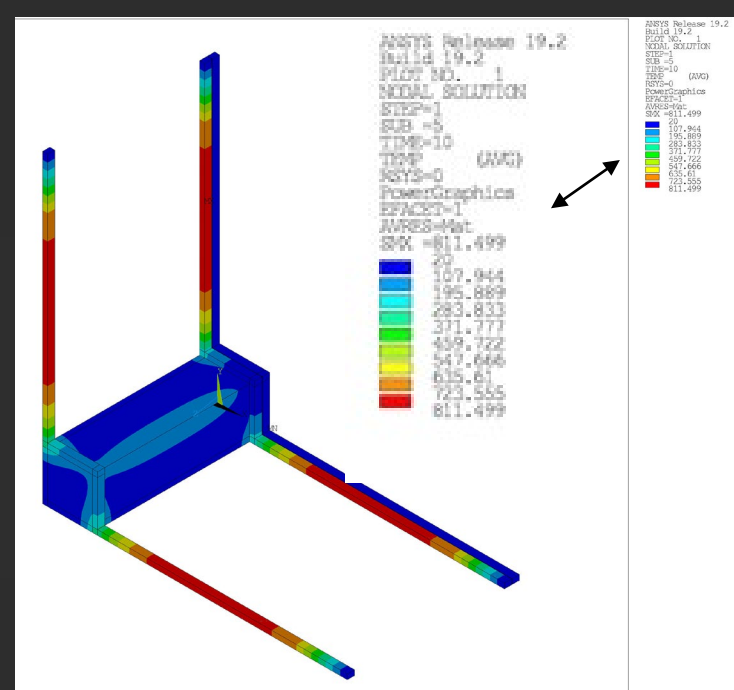 ANSYS Release 19.2
Build 19.2
PLOT NO. 1
NODAL SOLUTION
STEP=1
SUB =5
TIME=10
TEMP (AVG)
RSYS=0
PowerGraphics
EFACET=1
AVRES=Mat
SMX =811.499
20
107.944
195.889
283.833
371.777
459.722
547.666
635.61
723.555
811.499
ANSYS Release 19.2
Build 19.2
PLOT NO. 1
NODAL SOLUTION
STEP=1
SUB =5
TIME=10
TEMP (AVG)
RSYS=0
PowerGraphics
EFACET=1
AVRES=Mat
SMX =811.499
20
107.944
195.889
283.833
371.777
459.722
547.666
635.61
723.555
811.499